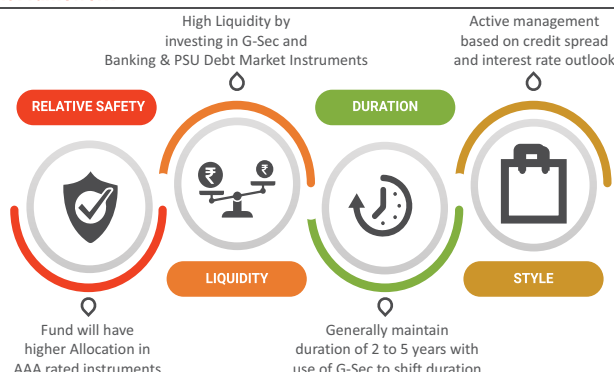 High Liquidity by
investing in G-Sec and
Banking & PSU Debt Market Instruments
Active management
based on credit spread
and interest rate outlook
RELATIVE SAFETY
DURATION
₹
₹
LIQUIDITY
STYLE
Fund will have
higher Allocation in
AAA rated instruments
Generally maintain
duration of 2 to 5 years with
use of G-Sec to shift duration